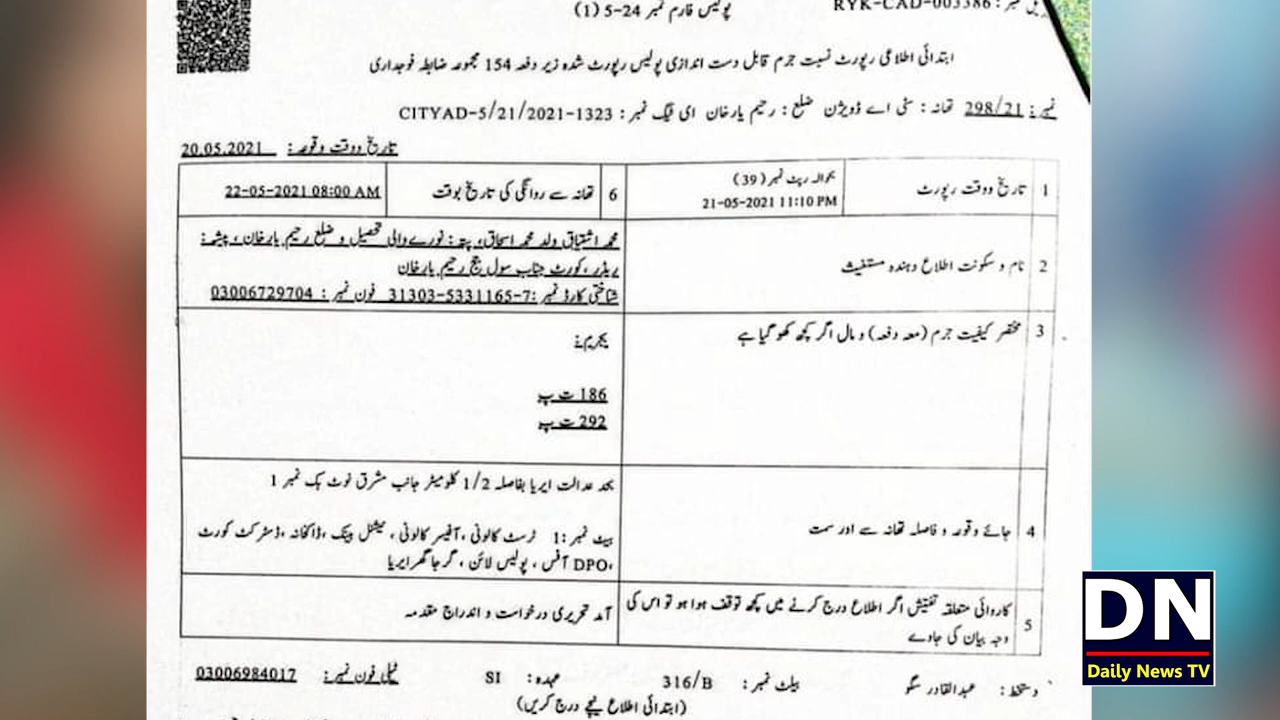 RYK-CAD-003386
پولیس فارم نمبر 24-5 (1)
ابتدائی اطلاعی رپورٹ نسبت جرم قابل دست اندازی پولیس رپورٹ شدہ زیر دفعہ 154 مجموعہ ضابطہ فوجداری
نمبر: 298/21 تھانہ : سٹی اے ڈویژن ضلع : رحیم یارخان ای ٹیگ نمبر : CITYAD-5/21/2021-1323
تاریخ ووقت وقوعہ: 20.05.2021
1 تاریخ ووقت رپورٹ
بحوالہ رپٹ نمبر (39)
21-05-2021 11:10 PM
6 تھانہ سے روانگی کی تاریخ بوقت
22-05-2021 08:00 AM
2 نام و سکونت اطلاع دہندہ مستغیث
محمد اشتیاق ولد محمد اسحاق، پتہ : نورے والی تحصیل و ضلع رحیم یارخان ، پیشہ :
ریڈر ،کورٹ جناب سول جج رحیم یارخان
شناختی کارڈ نمبر :7-5331165-31303 فون نمبر : 03006729704
3 مختصر کیفیت جرم (معہ دفعہ) و مال اگر کچھ کھو گیا ہے
بجرم:
186 ت پ
292 ت پ
4 جائے وقوعہ و فاصلہ تھانہ سے اور سمت
بحد عدالت ایریا بفاصلہ 1/2 کلومیٹر جانب مشرق نوٹ بک نمبر 1
بیٹ نمبر :1 ٹرسٹ کالونی ، آفیسر کالونی ، نیشنل بینک ،ڈاکخانہ ،ڈسٹرکٹ کورٹ
،DPO آفس ، پولیس لائن ، گرجا گھر ایریا
5 کاروائی متعلقہ تفتیش اگر اطلاع درج کرنے میں کچھ توقف ہوا ہو تو اس کی
وجہ بیان کی جاوے
آمد تحریری درخواست و اندراج مقدمہ
دستخط : عبدالقادر سگو بیلٹ نمبر : 316/B عہدہ : SI ٹیلی فون نمبر : 03006984017
(ابتدائی اطلاع نیچے درج کریں)
DN
Daily News TV